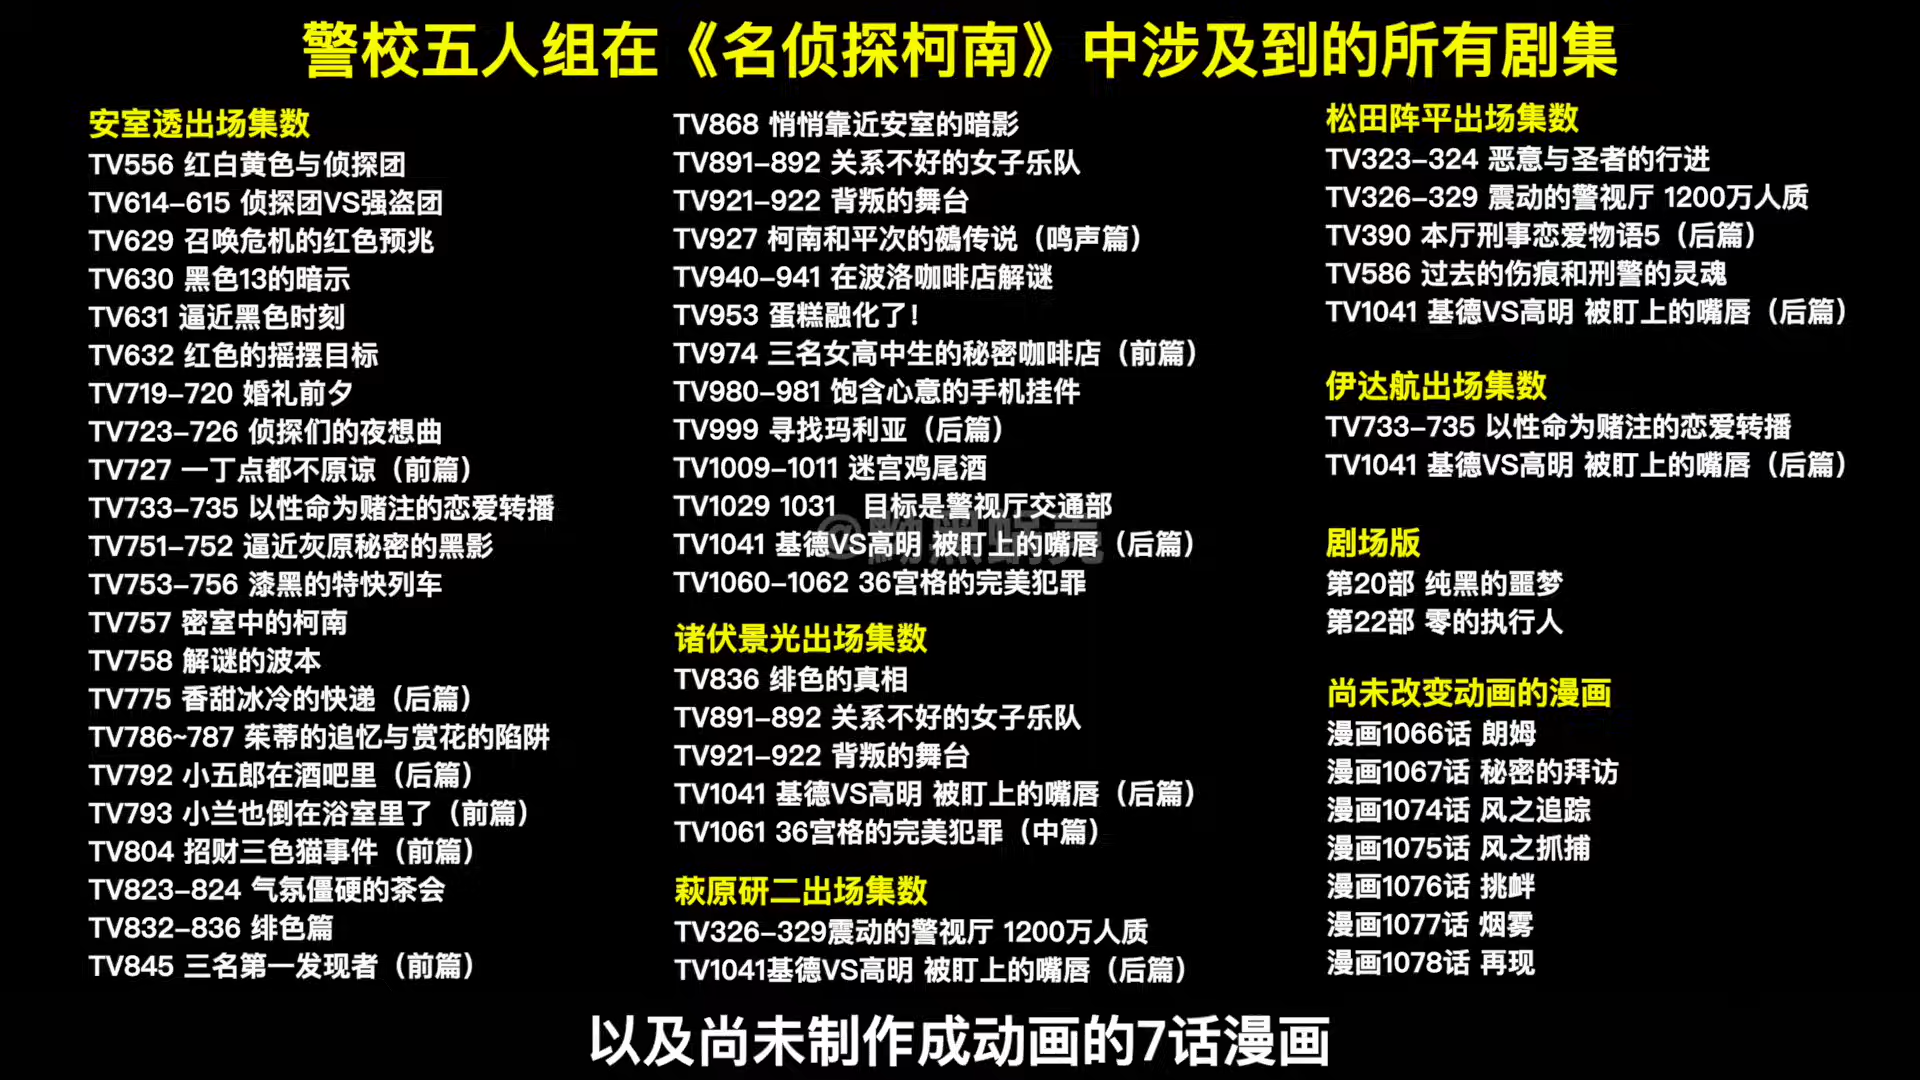 警校五人组在《名侦探柯南》中涉及到的所有剧集
安室透出场集数
TV556 红白黄色与侦探团
TV614-615 侦探团VS强盗团
TV629 召唤危机的红色预兆
TV630 黑色13的暗示
TV631 逼近黑色时刻
TV632 红色的摇摆目标
TV719-720 婚礼前夕
TV723-726 侦探们的夜想曲
TV727 一丁点都不原谅（前篇）
TV733-735 以性命为赌注的恋爱转播
TV751-752 逼近灰原秘密的黑影
TV753-756 漆黑的特快列车
TV757 密室中的柯南
TV758 解谜的波本
TV775 香甜冰冷的快递（后篇）
TV786~787 茱蒂的追忆与赏花的陷阱
TV792 小五郎在酒吧里（后篇）
TV793 小兰也倒在浴室里了（前篇）
TV804 招财三色猫事件（前篇）
TV823-824 气氛僵硬的茶会
TV832-836 绯色篇
TV845 三名第一发现者（前篇）
TV868 悄悄靠近安室的暗影
TV891-892 关系不好的女子乐队
TV921-922 背叛的舞台
TV927 柯南和平次的鵺传说（鸣声篇）
TV940-941 在波洛咖啡店解谜
TV953 蛋糕融化了！
TV974 三名女高中生的秘密咖啡店（前篇）
TV980-981 饱含心意的手机挂件
TV999 寻找玛利亚（后篇）
TV1009-1011 迷宫鸡尾酒
TV1029 1031 目标是警视厅交通部
TV1041 基德VS高明 被盯上的嘴唇（后篇）
TV1060-1062 36宫格的完美犯罪
诸伏景光出场集数
TV836 绯色的真相
TV891-892 关系不好的女子乐队
TV921-922 背叛的舞台
TV1041 基德VS高明 被盯上的嘴唇（后篇）
TV1061 36宫格的完美犯罪（中篇）
萩原研二出场集数
TV326-329震动的警视厅 1200万人质
TV1041基德VS高明 被盯上的嘴唇（后篇）
松田阵平出场集数
TV323-324 恶意与圣者的行进
TV326-329 震动的警视厅 1200万人质
TV390 本厅刑事恋爱物语5（后篇）
TV586 过去的伤痕和刑警的灵魂
TV1041 基德VS高明 被盯上的嘴唇（后篇）
伊达航出场集数
TV733-735 以性命为赌注的恋爱转播
TV1041 基德VS高明 被盯上的嘴唇（后篇）
剧场版
第20部 纯黑的噩梦
第22部 零的执行人
尚未改变动画的漫画
漫画1066话 朗姆
漫画1067话 秘密的拜访
漫画1074话 风之追踪
漫画1075话 风之抓捕
漫画1076话 挑衅
漫画1077话 烟雾
漫画1078话 再现
以及尚未制作成动画的7话漫画